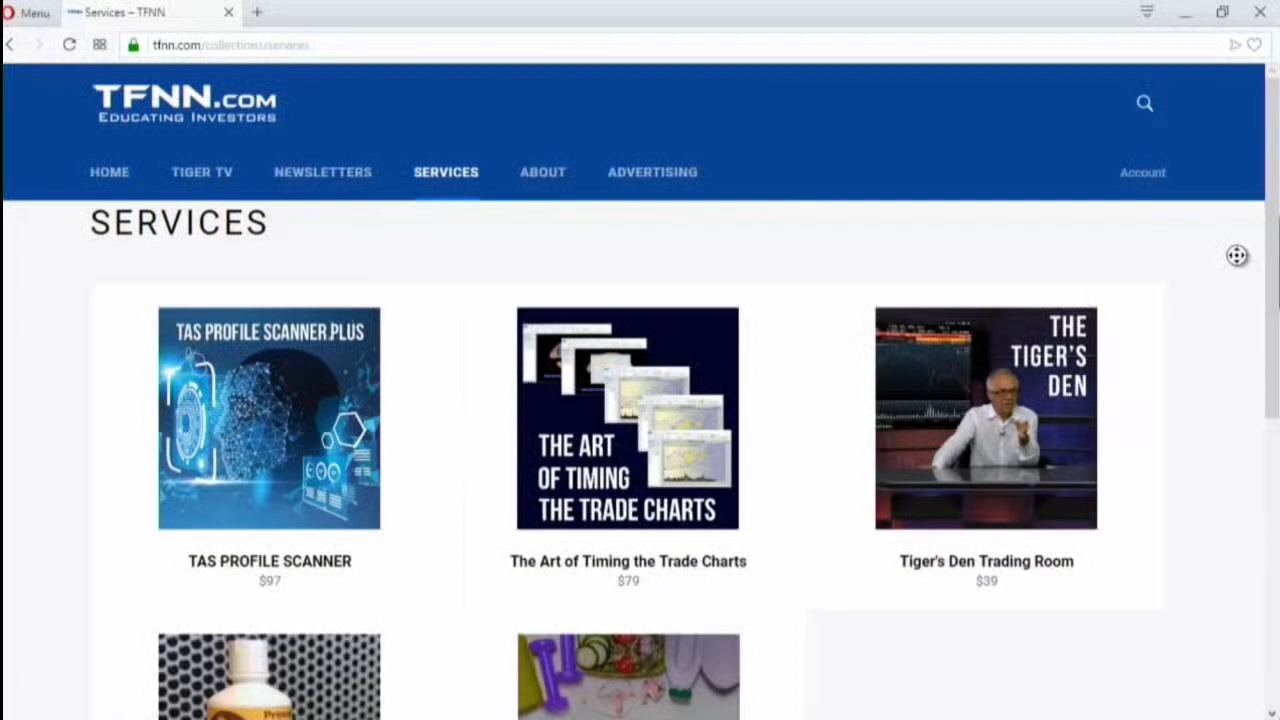 Menu
Services – TFNN
tfnn.com/collections/services
TFNN.COM
EDUCATING INVESTORS
HOME
TIGER TV
NEWSLETTERS
SERVICES
ABOUT
ADVERTISING
Account
SERVICES
TAS PROFILE SCANNER PLUS
THE ART
OF TIMING
THE TRADE CHARTS
THE
TIGER'S
DEN
TAS PROFILE SCANNER
$97
The Art of Timing the Trade Charts
$79
Tiger's Den Trading Room
$39